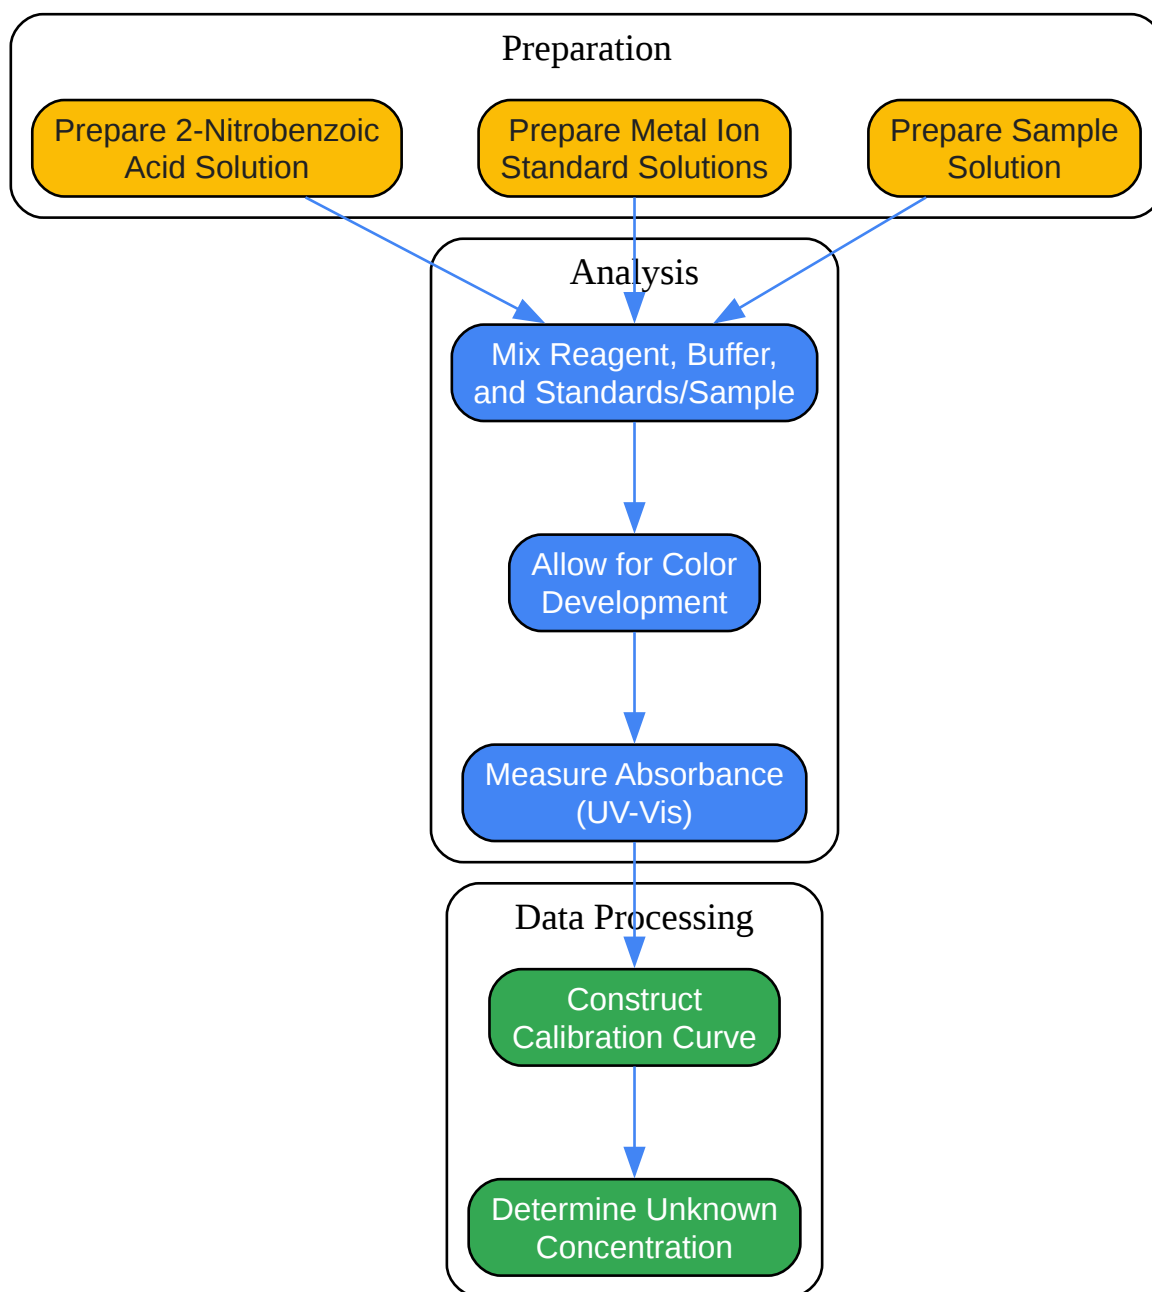 Preparation
Prepare 2-Nitrobenzoic
Acid Solution
Prepare Metal Ion
Standard Solutions
Prepare Sample
Solution
Analysis
Mix Reagent, Buffer,
and Standards/Sample
Allow for Color
Development
Measure Absorbance
(UV-Vis)
Data Processing
Construct
Calibration Curve
Determine Unknown
Concentration